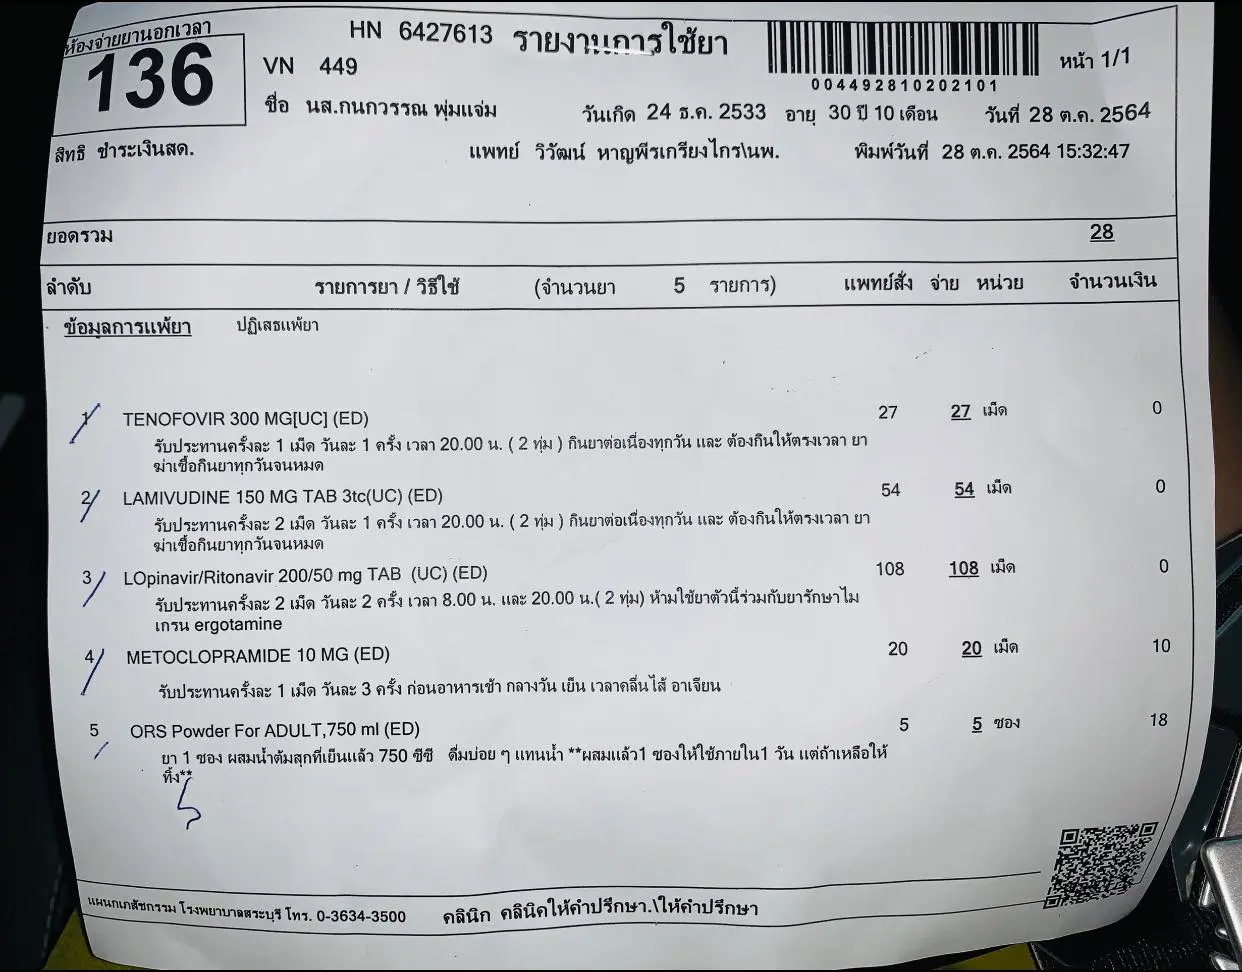 ห้องจ่ายยานอกเวลา
136
HN 6427613 รายงานการใช้ยา
004492810202101
หน้า 1/1
VN 449
ชื่อ นส.กนกวรรณ พุ่มแจ่ม วันเกิด 24 ธ.ค. 2533 อายุ 30 ปี 10 เดือน วันที่ 28 ต.ค. 2564
สิทธิ ชำระเงินสด. แพทย์ วิวัฒน์ หาญพีรเกรียงไกร\นพ. พิมพ์วันที่ 28 ต.ค. 2564 15:32:47
ยอดรวม 28
ลำดับ รายการยา / วิธีใช้ (จำนวนยา 5 รายการ) แพทย์สั่ง จ่าย หน่วย จำนวนเงิน
ข้อมูลการแพ้ยา ปฏิเสธแพ้ยา
1 TENOFOVIR 300 MG[UC] (ED) 27 27 เม็ด 0
รับประทานครั้งละ 1 เม็ด วันละ 1 ครั้ง เวลา 20.00 น. ( 2 ทุ่ม ) กินยาต่อเนื่องทุกวัน และ ต้องกินให้ตรงเวลา ยา
ฆ่าเชื้อกินยาทุกวันจนหมด
2 LAMIVUDINE 150 MG TAB 3tc(UC) (ED) 54 54 เม็ด 0
รับประทานครั้งละ 2 เม็ด วันละ 1 ครั้ง เวลา 20.00 น. ( 2 ทุ่ม ) กินยาต่อเนื่องทุกวัน และ ต้องกินให้ตรงเวลา ยา
ฆ่าเชื้อกินยาทุกวันจนหมด
3 LOpinavir/Ritonavir 200/50 mg TAB (UC) (ED) 108 108 เม็ด 0
รับประทานครั้งละ 2 เม็ด วันละ 2 ครั้ง เวลา 8.00 น. และ 20.00 น.( 2 ทุ่ม) ห้ามใช้ยาตัวนี้ร่วมกับยารักษาไม
เกรน ergotamine
4 METOCLOPRAMIDE 10 MG (ED) 20 20 เม็ด 10
รับประทานครั้งละ 1 เม็ด วันละ 3 ครั้ง ก่อนอาหารเช้า กลางวัน เย็น เวลาคลื่นไส้ อาเจียน
5 ORS Powder For ADULT,750 ml (ED) 5 5 ซอง 18
ยา 1 ซอง ผสมน้ำต้มสุกที่เย็นแล้ว 750 ซีซี ดื่มบ่อย ๆ แทนน้ำ **ผสมแล้ว1 ซองให้ใช้ภายใน1 วัน แต่ถ้าเหลือให้
ทิ้ง**
แผนกเภสัชกรรม โรงพยาบาลสระบุรี โทร. 0-3634-3500 คลินิก คลินิคให้คำปรึกษา.\ให้คำปรึกษา